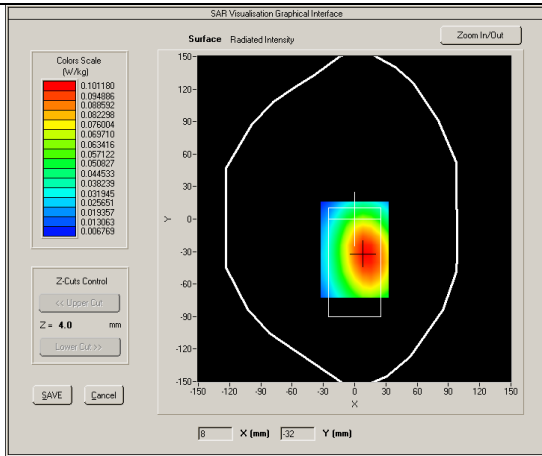 SAR Visualisation Graphical Interface
Surface Radiated Intensity
Zoom In/Out
Colors Scale
(W/kg)
0.101180
0.094886
0.088592
0.082298
0.076004
0.069710
0.063416
0.057122
0.050827
0.044533
0.038239
0.031945
0.025651
0.019357
0.013063
0.006769
Z-Cuts Control
<< Upper Cut
Z = 4.0 mm
Lower Cut >>
SAVE
Cancel
150-
120-
90-
60-
30-
0-
-30-
-60-
-90-
-120-
-150-
Y
-150 -120 -90 -60 -30 0 30 60 90 120 150
X
8 X (mm) -32 Y (mm)